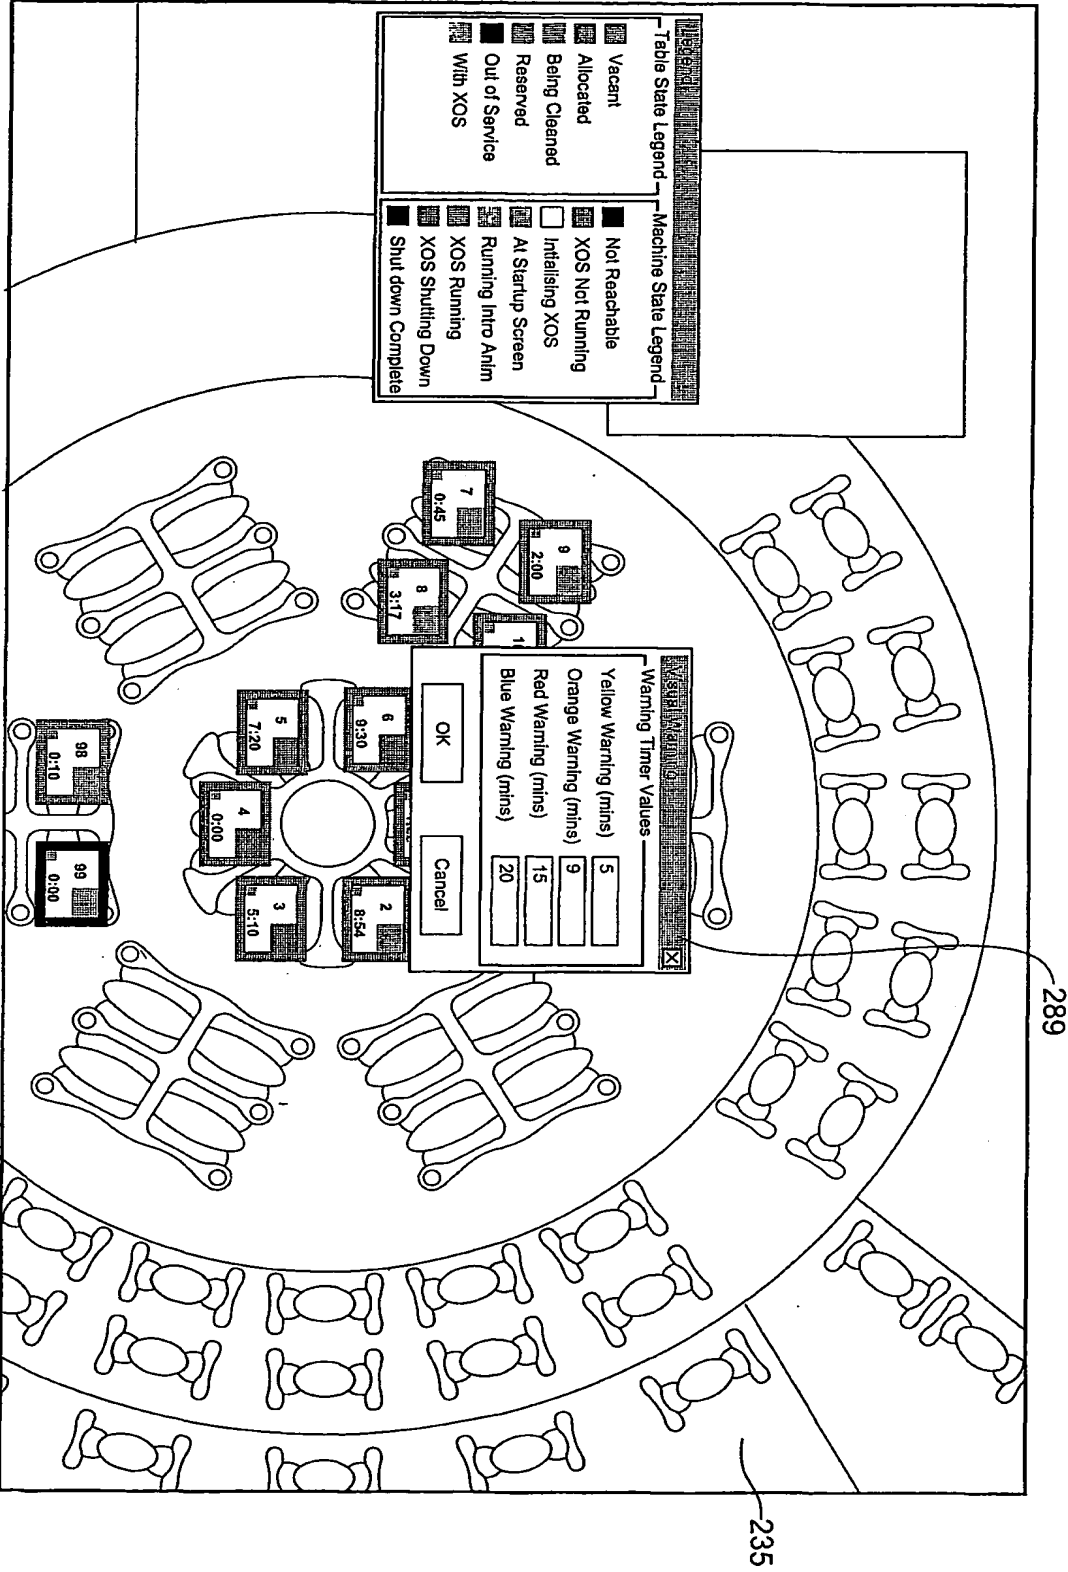 Legend
Table State Legend
Vacant
Allocated
Being Cleaned
Reserved
Out of Service
With XOS
Machine State Legend
Not Reachable
XOS Not Running
Intialising XOS
At Startup Screen
Running Intro Anim
XOS Running
XOS Shutting Down
Shut down Complete
9
2:00
7
0:45
8
3:17
Visual Warning
Warning Timer Values
Yellow Warning (mins) 5
Orange Warning (mins) 9
Red Warning (mins) 15
Blue Warning (mins) 20
OK
Cancel
6
9:30
2
8:54
5
7:20
3
5:10
4
0:00
98
0:10
99
0:00
289
235